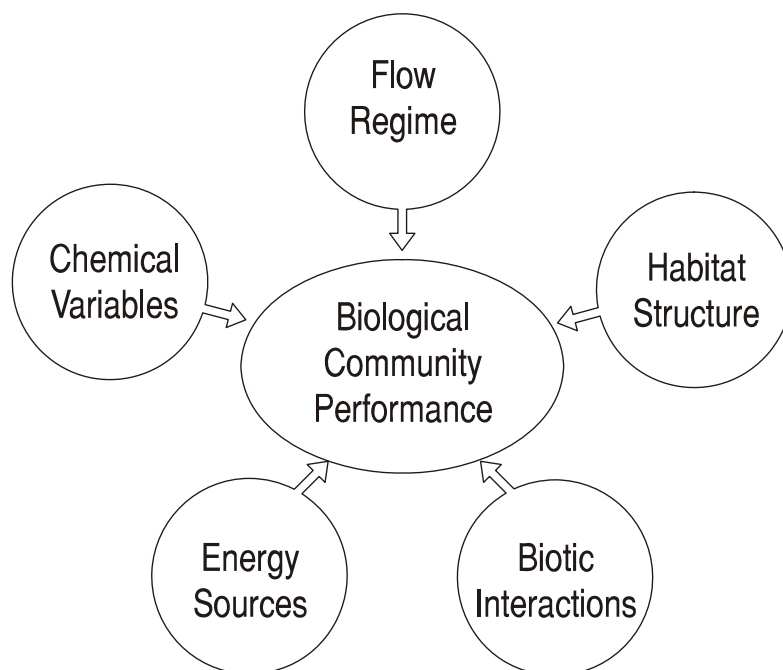 Flow
Regime
Chemical
Variables
Habitat
Structure
Biological
Community
Performance
Energy
Sources
Biotic
Interactions